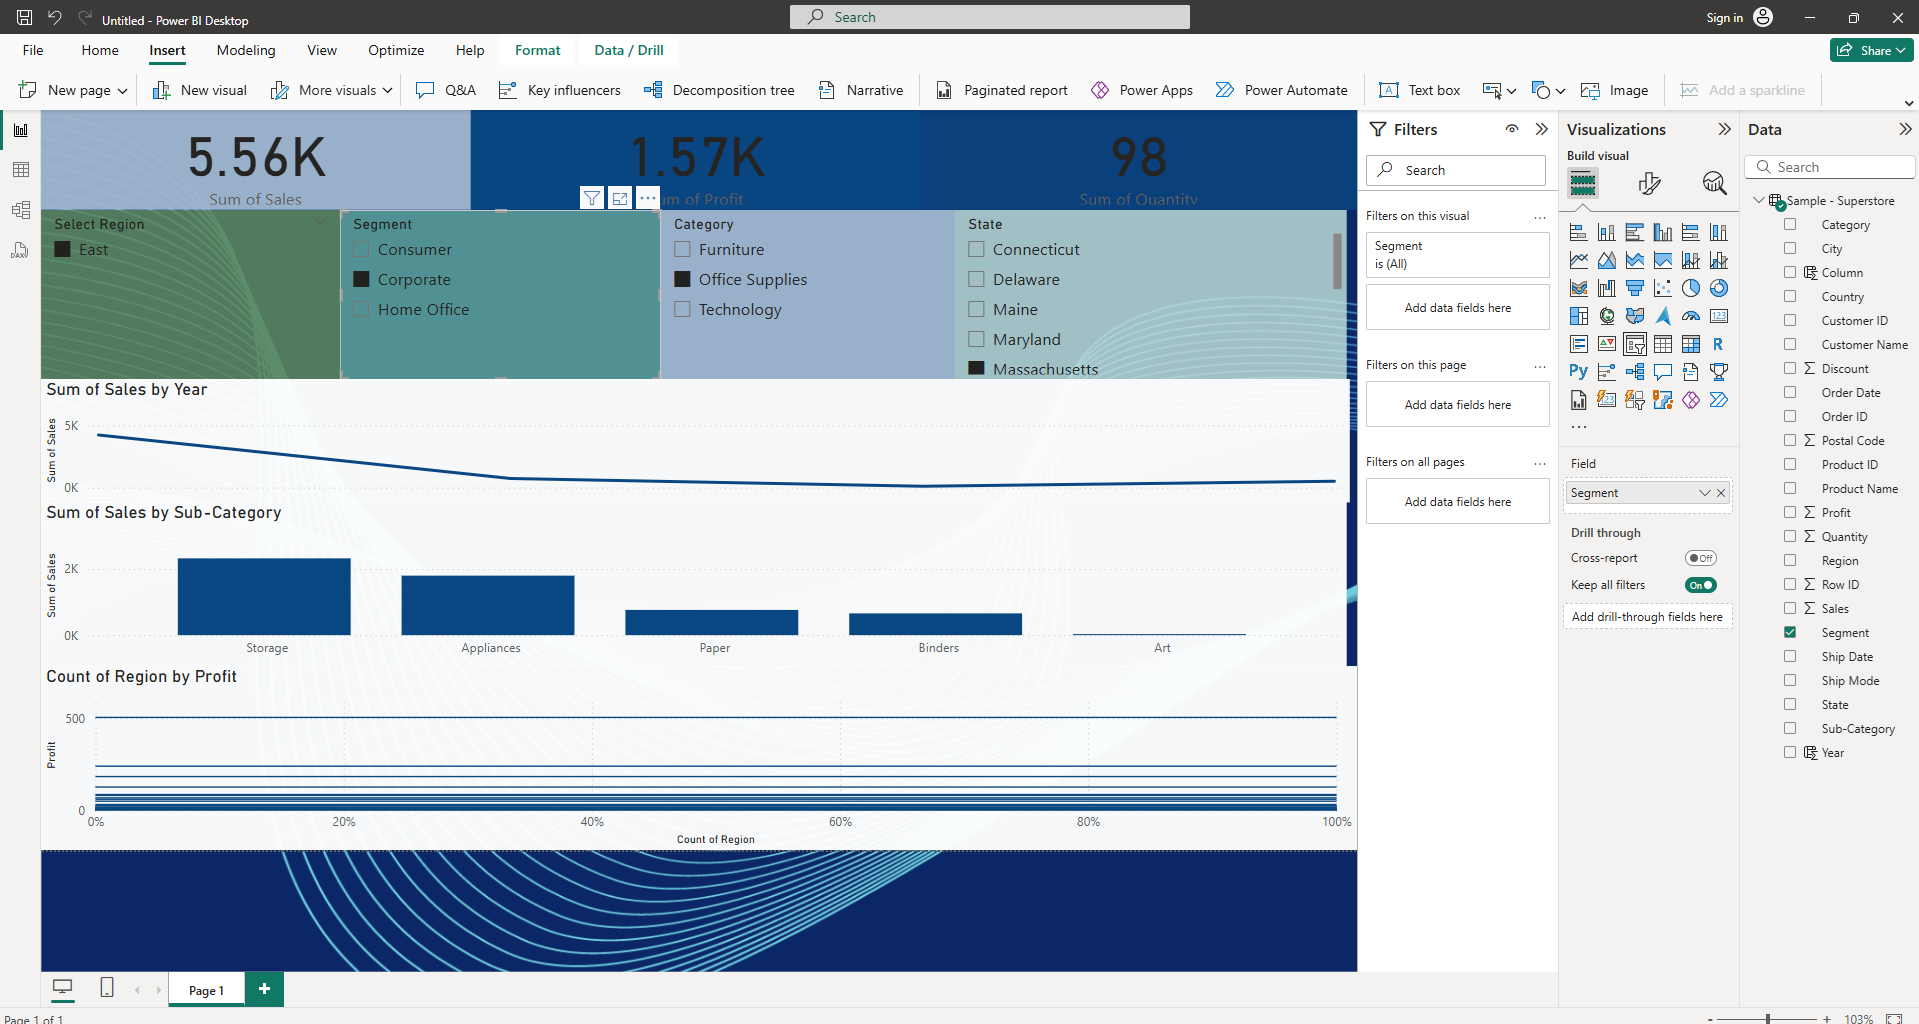 Untitled - Power BI Desktop
Search
Sign in
File Home Insert Modeling View Optimize Help Format Data / Drill
Share
New page New visual More visuals Q&A Key influencers Decomposition tree Narrative Paginated report Power Apps Power Automate Text box Image Add a sparkline
5.56K
Sum of Sales
1.57K
um of Profit
98
Sum of Quantity
Select Region
East
Segment
Consumer
Corporate
Home Office
Category
Furniture
Office Supplies
Technology
State
Connecticut
Delaware
Maine
Maryland
Massachusetts
Sum of Sales by Year
Sum of Sales
5K
0K
Sum of Sales by Sub-Category
Sum of Sales
2K
0K
Storage Appliances Paper Binders Art
Count of Region by Profit
Profit
500
0
0% 20% 40% 60% 80% 100%
Count of Region
Page 1
Page 1 of 1
Filters
Search
Filters on this visual
Segment
is (All)
Add data fields here
Filters on this page
Add data fields here
Filters on all pages
Add data fields here
Visualizations
Build visual
123
R
Py
123
Field
Segment
Drill through
Cross-report Off
Keep all filters On
Add drill-through fields here
Data
Search
Sample - Superstore
Category
City
Column
Country
Customer ID
Customer Name
Discount
Order Date
Order ID
Postal Code
Product ID
Product Name
Profit
Quantity
Region
Row ID
Sales
Segment
Ship Date
Ship Mode
State
Sub-Category
Year
- + 103%